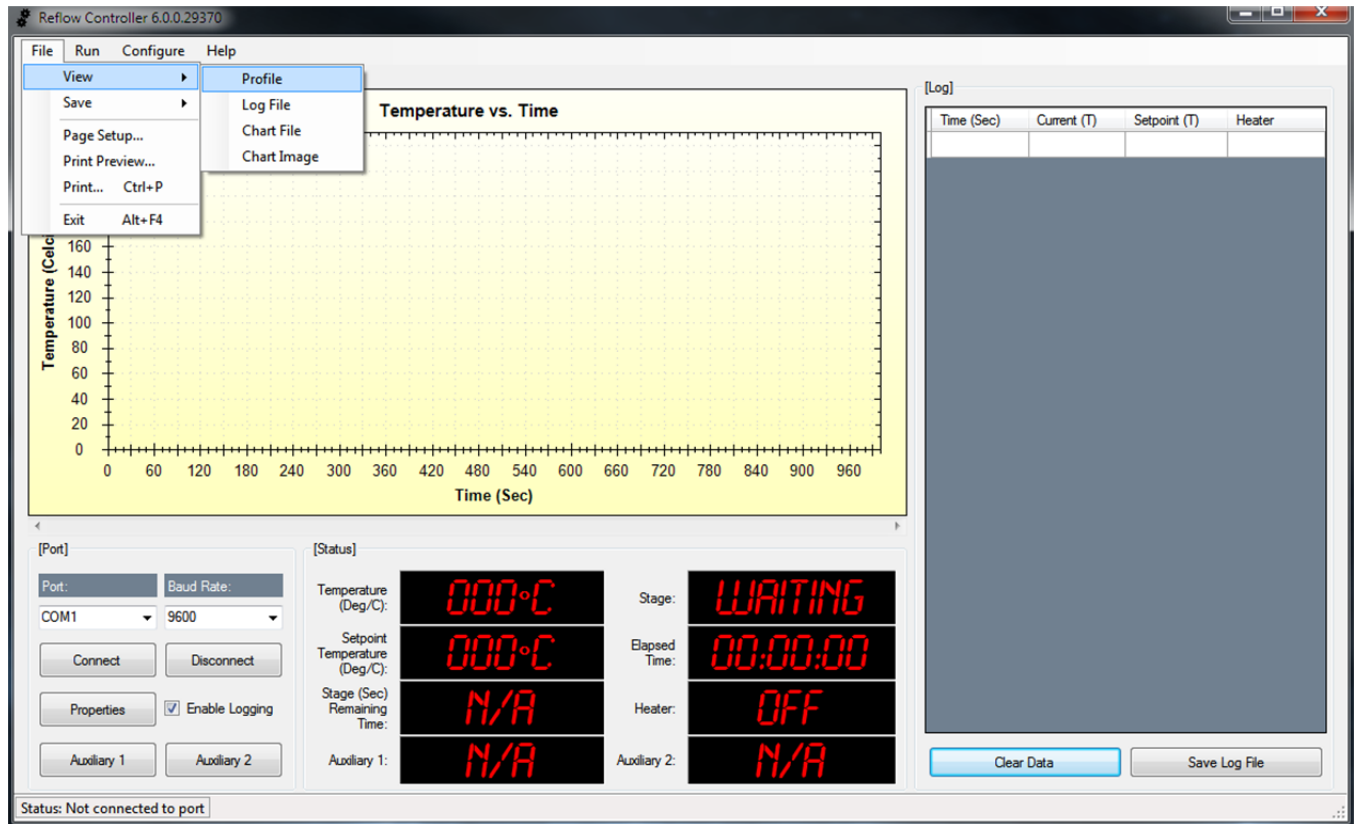 Reflow Controller 6.0.0.29370
File Run Configure Help
View
Save
Page Setup...
Print Preview...
Print... Ctrl+P
Exit Alt+F4
Profile
Log File
Chart File
Chart Image
Temperature vs. Time
160
140
120
100
80
60
40
20
0
0 60 120 180 240 300 360 420 480 540 600 660 720 780 840 900 960
Time (Sec)
[Log]
Time (Sec) Current (T) Setpoint (T) Heater
[Port]
Port: Baud Rate:
COM1 9600
Connect Disconnect
Properties Enable Logging
Auxiliary 1 Auxiliary 2
[Status]
Temperature
(Deg/C): 000°C
Stage: WAITING
Setpoint
Temperature
(Deg/C): 000°C
Elapsed
Time: 00:00:00
Stage (Sec)
Remaining
Time: N/A
Heater: OFF
Auxiliary 1: N/A
Auxiliary 2: N/A
Clear Data Save Log File
Status: Not connected to port